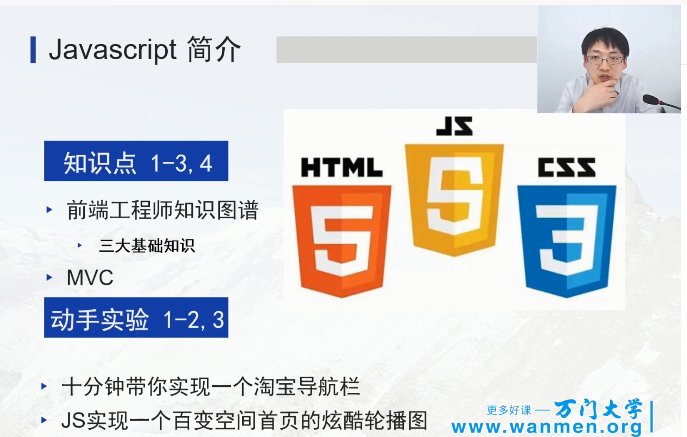 Javascript 简介
JS
HTML
CSS
5
5
3
知识点 1-3,4
前端工程师知识图谱
三大基础知识
MVC
动手实验 1-2,3
十分钟带你实现一个淘宝导航栏
JS实现一个百变空间首页的炫酷轮播图
更多好课 — 万门大学
www.wanmen.org